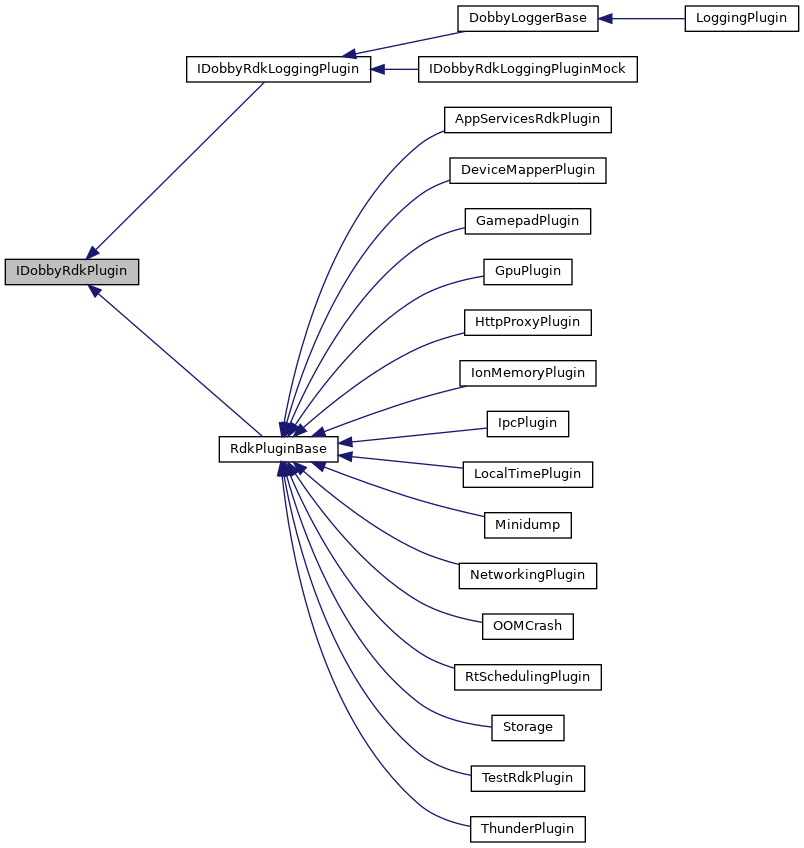 DobbyLoggerBase
LoggingPlugin
IDobbyRdkLoggingPlugin
IDobbyRdkLoggingPluginMock
AppServicesRdkPlugin
DeviceMapperPlugin
GamepadPlugin
IDobbyRdkPlugin
GpuPlugin
HttpProxyPlugin
IonMemoryPlugin
IpcPlugin
RdkPluginBase
LocalTimePlugin
Minidump
NetworkingPlugin
OOMCrash
RtSchedulingPlugin
Storage
TestRdkPlugin
ThunderPlugin